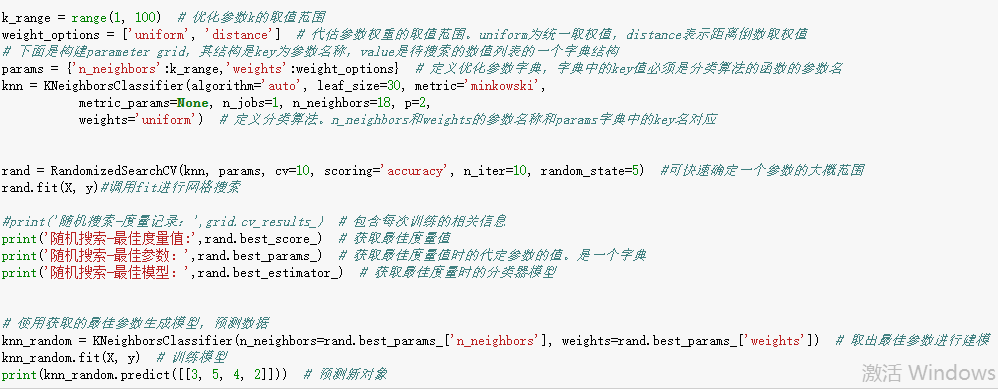 k_range = range(1, 100)  # 优化参数k的取值范围
weight_options = ['uniform', 'distance']  # 代估参数权重的取值范围。uniform为统一取权值，distance表示距离倒数取权值
# 下面是构建parameter grid，其结构是key为参数名称，value是待搜索的数值列表的一个字典结构
params = {'n_neighbors':k_range,'weights':weight_options}  # 定义优化参数字典，字典中的key值必须是分类算法的函数的参数名
knn = KNeighborsClassifier(algorithm='auto', leaf_size=30, metric='minkowski',
metric_params=None, n_jobs=1, n_neighbors=18, p=2,
weights='uniform')  # 定义分类算法。n_neighbors和weights的参数名称和params字典中的key名对应
rand = RandomizedSearchCV(knn, params, cv=10, scoring='accuracy', n_iter=10, random_state=5)  #可快速确定一个参数的大概范围
rand.fit(X, y)#调用fit进行网格搜索
#print('随机搜索-度量记录：',grid.cv_results_)  # 包含每次训练的相关信息
print('随机搜索-最佳度量值:',rand.best_score_)  # 获取最佳度量值
print('随机搜索-最佳参数：',rand.best_params_)  # 获取最佳度量值时的代定参数的值。是一个字典
print('随机搜索-最佳模型：',rand.best_estimator_)  # 获取最佳度量时的分类器模型
# 使用获取的最佳参数生成模型，预测数据
knn_random = KNeighborsClassifier(n_neighbors=rand.best_params_['n_neighbors'], weights=rand.best_params_['weights'])  # 取出最佳参数进行建模
knn_random.fit(X, y)  # 训练模型
print(knn_random.predict([[3, 5, 4, 2]]))  # 预测新对象
激活 Windows